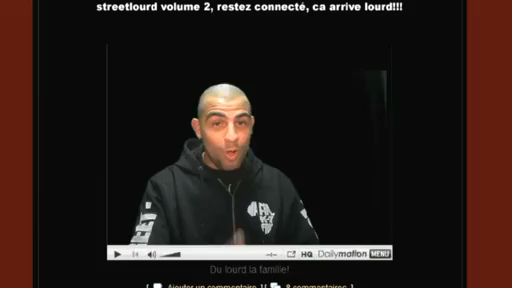 streetlourd volume 2, restez connecté, ca arrive lourd!!!
HQ Dailymotion MENU
Du lourd la famille!
[ Ajouter un commentaire ] [ 8 commentaires ]